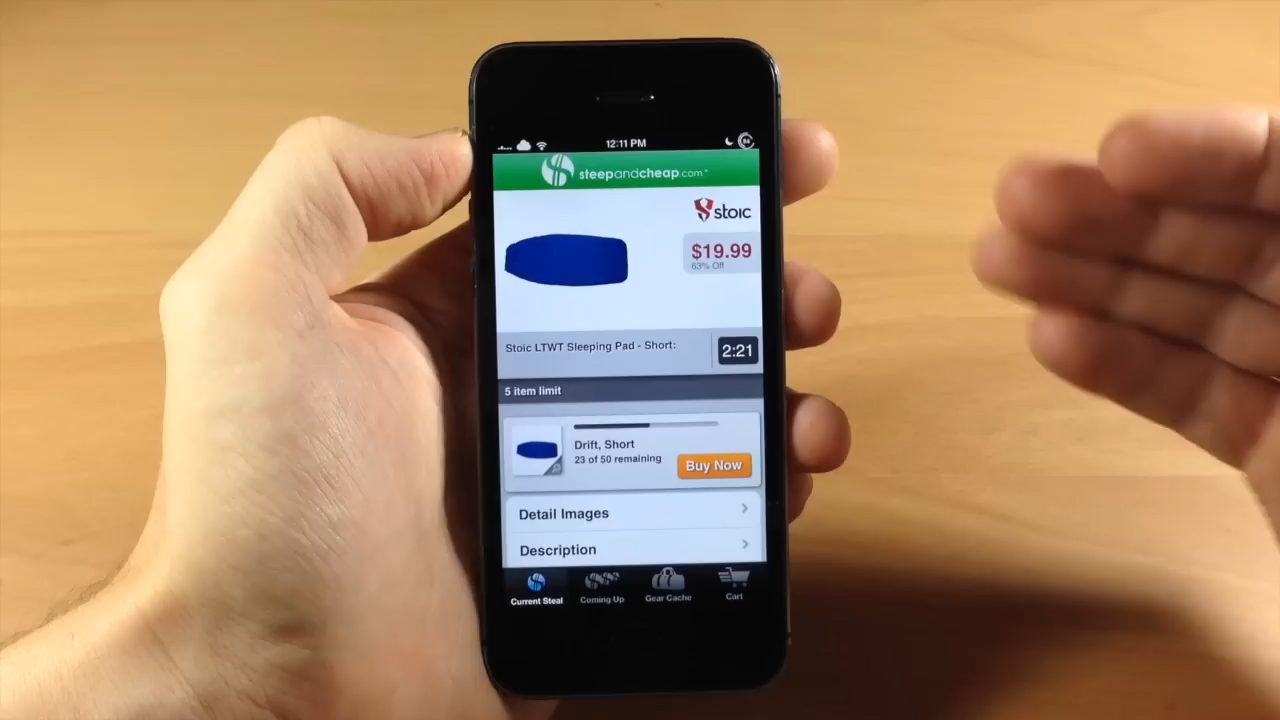 12:11 PM
84
steepandcheap.com
stoic
$19.99
63% Off
Stoic LTWT Sleeping Pad - Short:
2:21
5 item limit
Drift, Short
23 of 50 remaining
Buy Now
Detail Images
Description
Current Steal
Coming Up
Gear Cache
Cart